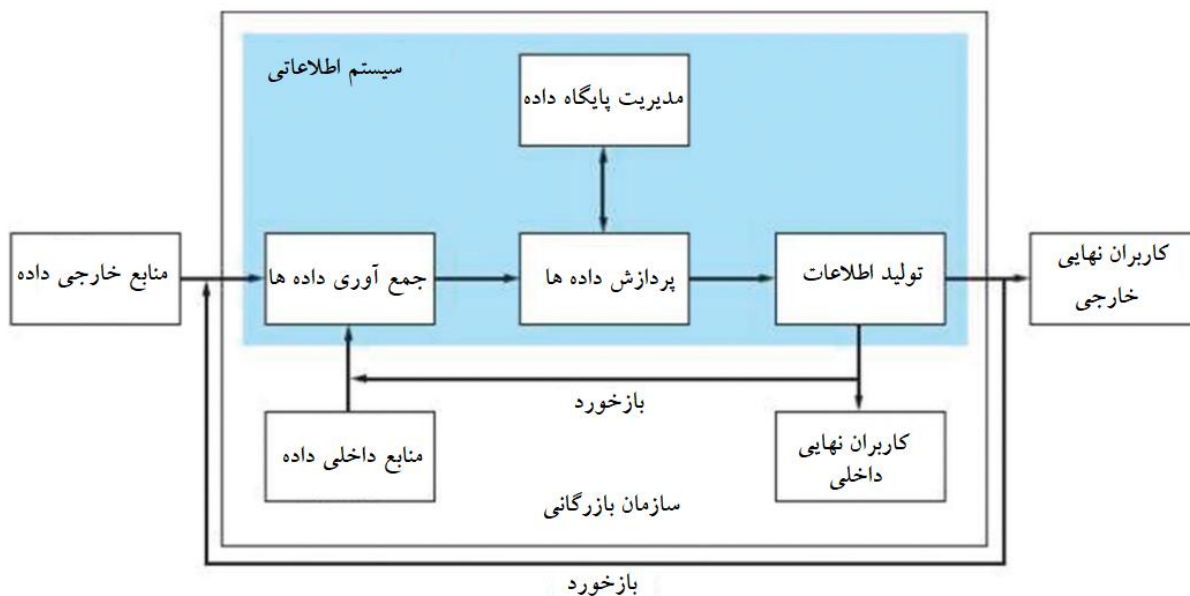 سیستم اطلاعاتی
مدیریت پایگاه داده
منابع خارجی داده
جمع آوری داده ها
پردازش داده ها
تولید اطلاعات
کاربران نهایی
خارجی
بازخورد
منابع داخلی داده
کاربران نهایی
داخلی
سازمان بازرگانی
بازخورد